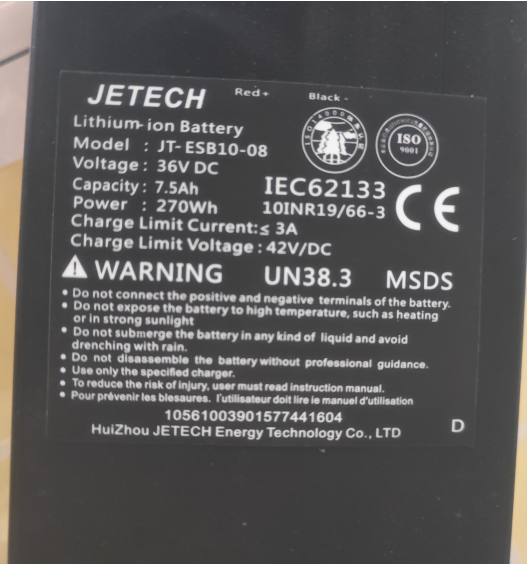 JETECH
Red+ Black -
Lithium-ion Battery
Model : JT-ESB10-08
Voltage : 36V DC
Capacity : 7.5Ah
Power : 270Wh
ISO14000
ISO
9001
IEC62133
10INR19/66-3
CE
Charge Limit Current:≤ 3A
Charge Limit Voltage : 42V/DC
WARNING UN38.3 MSDS
• Do not connect the positive and negative terminals of the battery.
• Do not expose the battery to high temperature, such as heating
or in strong sunlight
• Do not submerge the battery in any kind of liquid and avoid
drenching with rain.
• Do not disassemble the battery without professional guidance.
• Use only the specified charger.
• To reduce the risk of injury, user must read instruction manual.
• Pour prévenir les blesaures. l'utilisateur doit lire ie manuel d'utilisation
10561003901577441604
HuiZhou JETECH Energy Technology Co., LTD
D